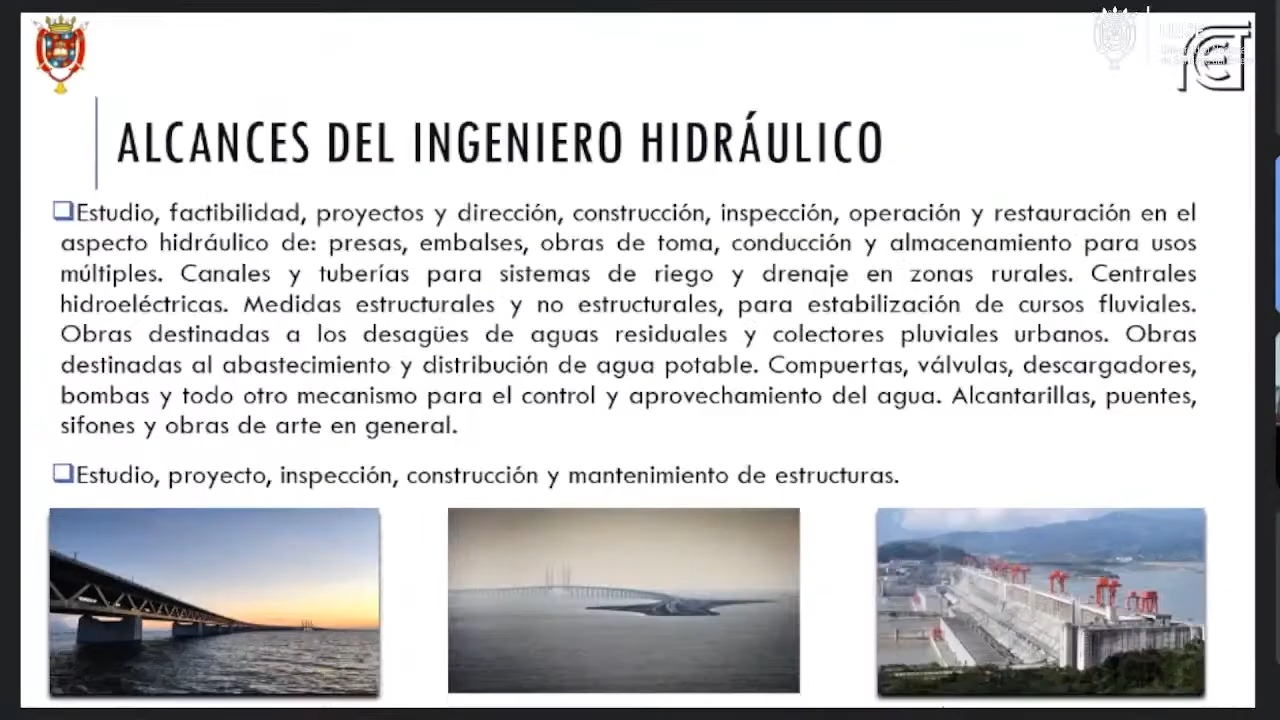 ALCANCES DEL INGENIERO HIDRÁULICO
Estudio, factibilidad, proyectos y dirección, construcción, inspección, operación y restauración en el
aspecto hidráulico de: presas, embalses, obras de toma, conducción y almacenamiento para usos
múltiples. Canales y tuberías para sistemas de riego y drenaje en zonas rurales. Centrales
hidroeléctricas. Medidas estructurales y no estructurales, para estabilización de cursos fluviales.
Obras destinadas a los desagües de aguas residuales y colectores pluviales urbanos. Obras
destinadas al abastecimiento y distribución de agua potable. Compuertas, válvulas, descargadores,
bombas y todo otro mecanismo para el control y aprovechamiento del agua. Alcantarillas, puentes,
sifones y obras de arte en general.
Estudio, proyecto, inspección, construcción y mantenimiento de estructuras.